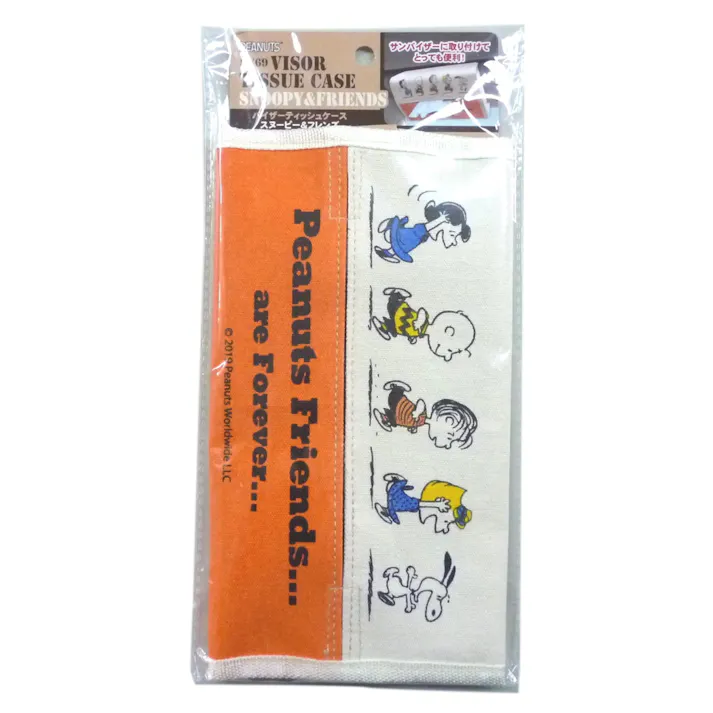 PEANUTS
VISOR
TISSUE CASE
SNOOPY&FRIENDS
バイザーティッシュケース
スヌーピー&フレンズ
サンバイザーに取り付けて
とっても便利!
Peanuts Friends...
are Forever...
© 2019 Peanuts Worldwide LLC